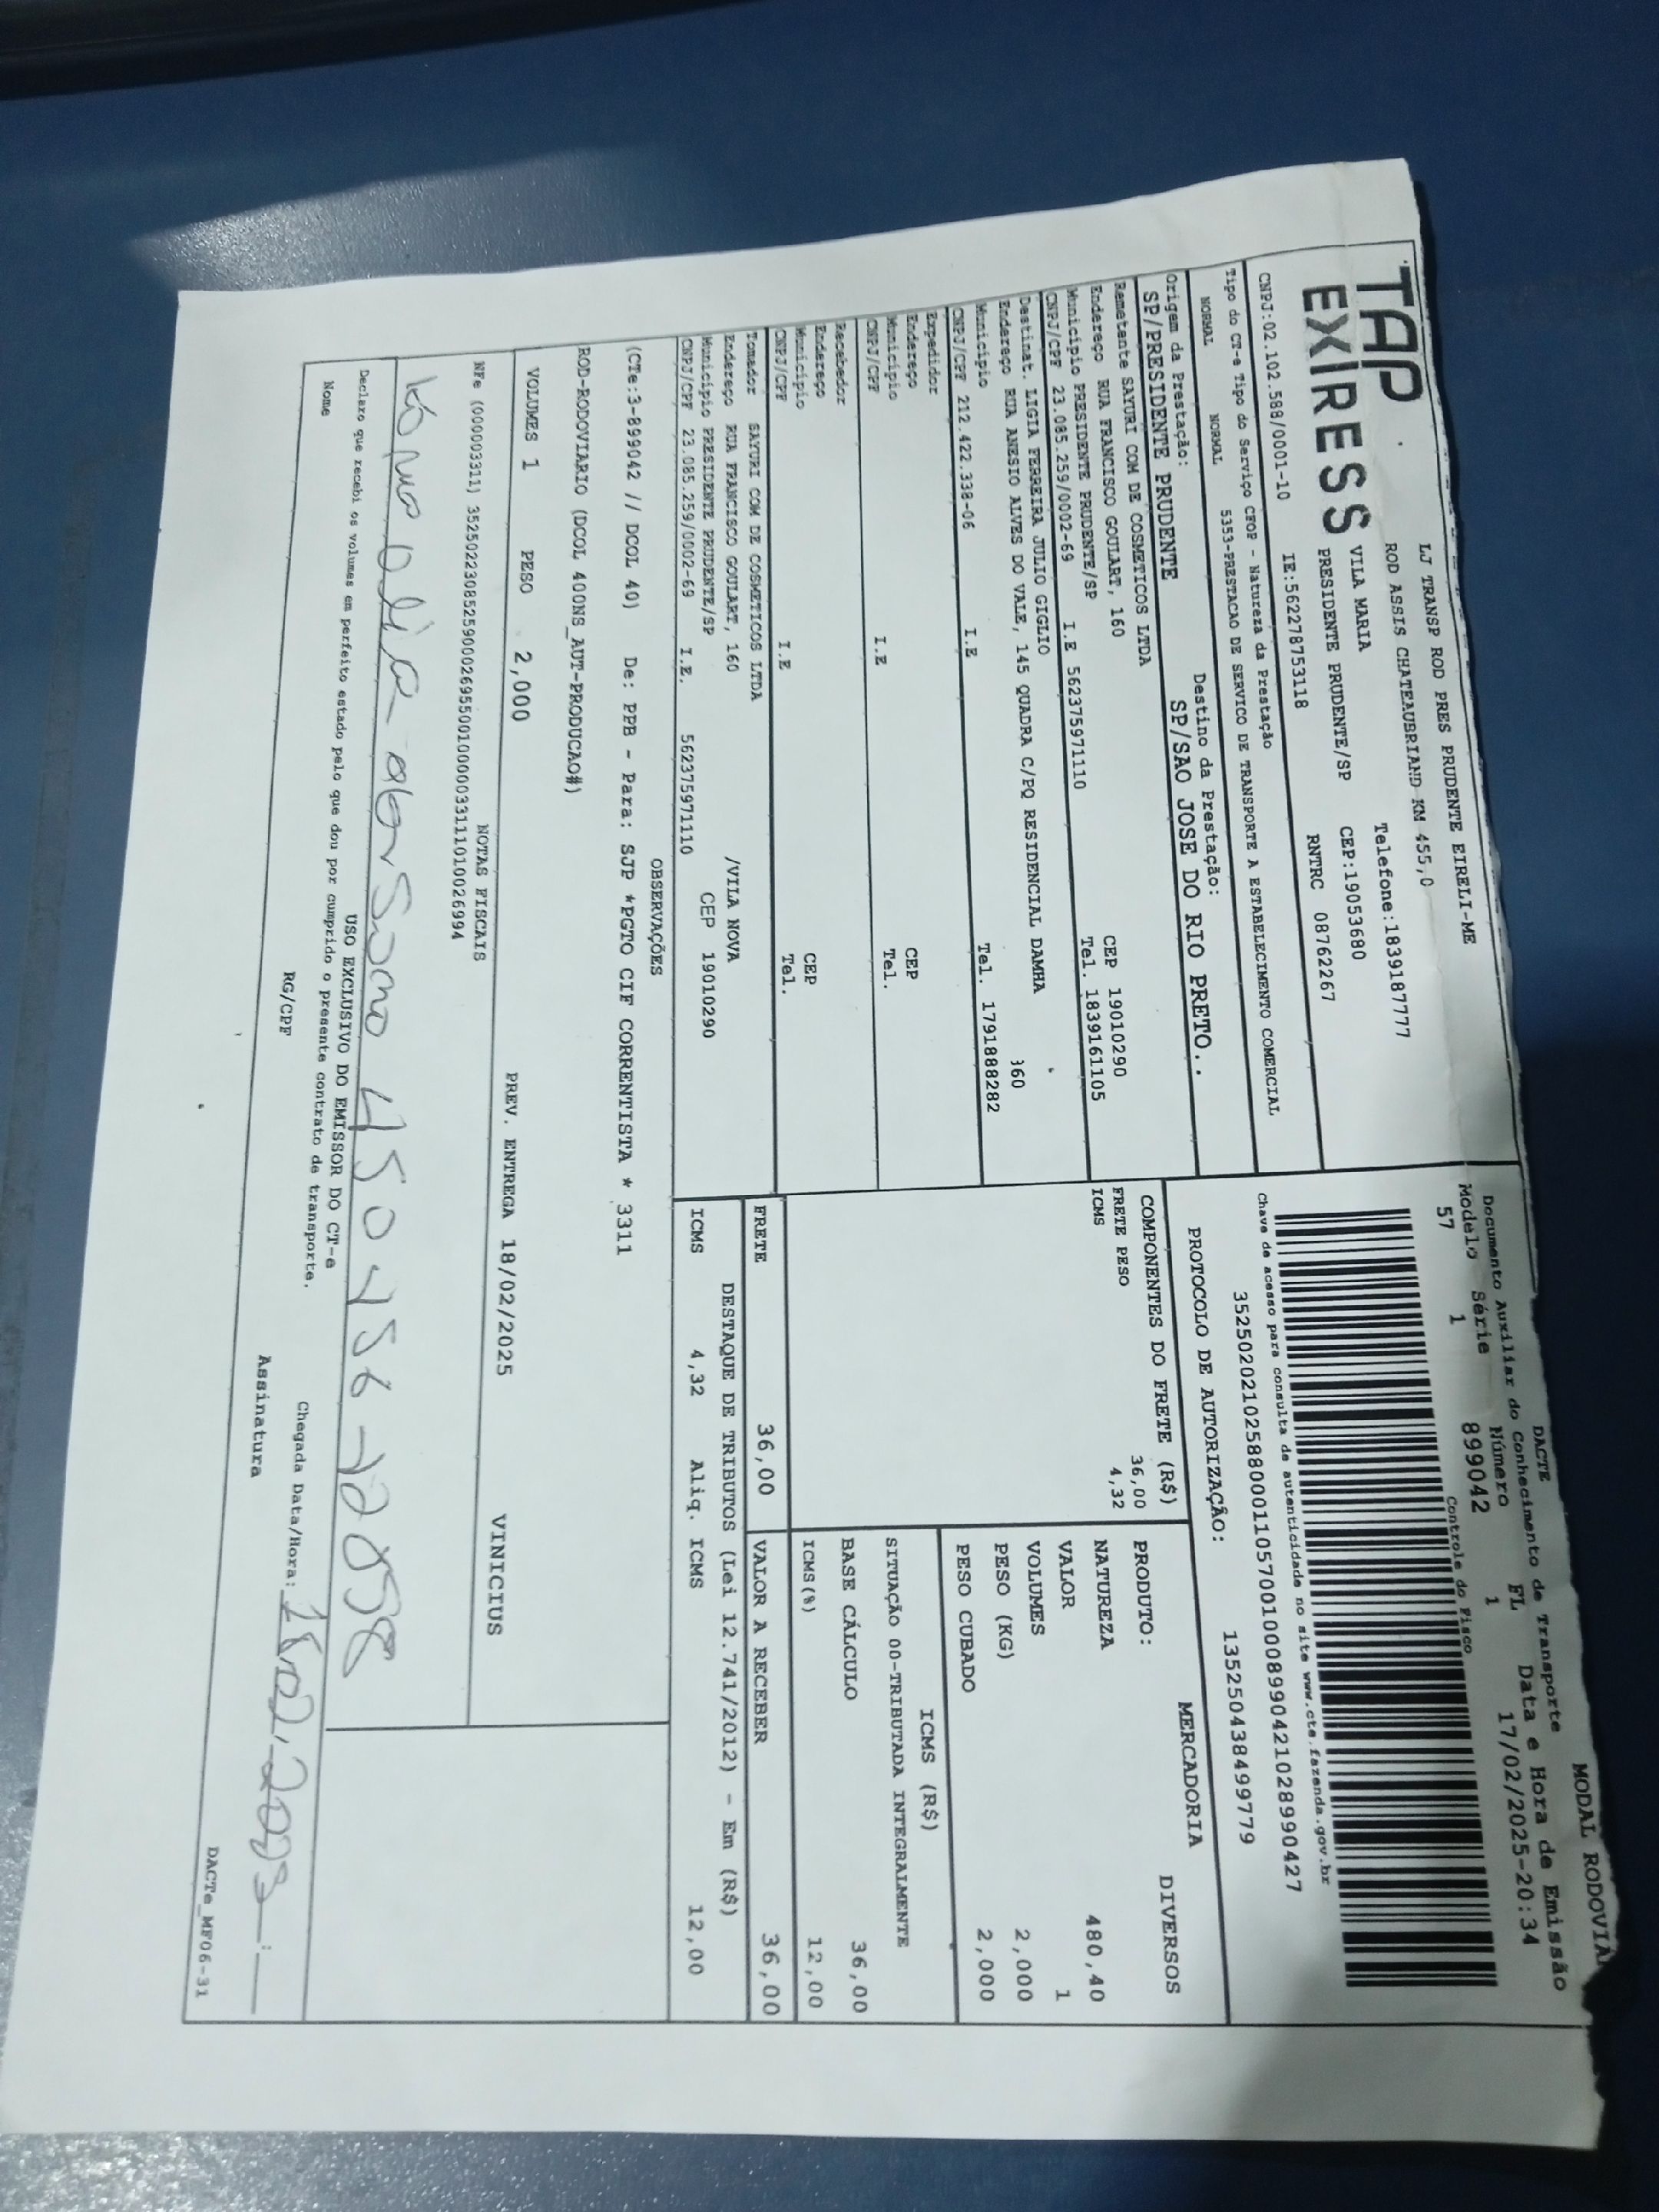 TAP
EXIRESS
LJ TRANSP ROD PRES PRUDENTE EIRELI-ME
ROD ASSIS CHATEAUBRIAND KM 455,0
VILA MARIA Telefone:1839187777
PRESIDENTE PRUDENTE/SP CEP:19053680
CNPJ:02.102.588/0001-10 IE:562278753118 RNTRC 08762267
MODAL RODOVIÁ
DACTE
Documento Auxiliar do Conhecimento de Transporte
Modelo Série Número FL Data e Hora de Emissão
57 1 899042 1 17/02/2025-20:34
Controle do Fisco
Chave de acesso para consulta de autenticidade no site www.cte.fazenda.gov.br
35250202102588000110570010008990421028990427
PROTOCOLO DE AUTORIZAÇÃO: 135250438499779
Tipo do CT-e Tipo do Serviço CFOP - Natureza da Prestação
NORMAL NORMAL 5353-PRESTACAO DE SERVICO DE TRANSPORTE A ESTABELECIMENTO COMERCIAL
Origem da Prestação: Destino da Prestação:
SP/PRESIDENTE PRUDENTE SP/SAO JOSE DO RIO PRETO..
Remetente SAYURI COM DE COSMETICOS LTDA
Endereço RUA FRANCISCO GOULART, 160 CEP 19010290
Municipio PRESIDENTE PRUDENTE/SP Tel. 1839161105
CNPJ/CPF 23.085.259/0002-69 I.E 562375971110
Destinat. LIGIA FERREIRA JULIO GIGLIO
Endereço RUA ANESIO ALVES DO VALE, 145 QUADRA C/PQ RESIDENCIAL DAMHA
Municipio 360
CNPJ/CPF 212.422.338-06 I.E Tel. 1791888282
Expedidor
Endereço CEP
Municipio Tel.
CNPJ/CPF I.E
Recebedor
Endereço CEP
Municipio Tel.
CNPJ/CPF I.E
Tomador SAYURI COM DE COSMETICOS LTDA
Endereço RUA FRANCISCO GOULART, 160 /VILA NOVA
Municipio PRESIDENTE PRUDENTE/SP CEP 19010290
CNPJ/CPF 23.085.259/0002-69 I.E. 562375971110
COMPONENTES DO FRETE (R$)
FRETE PESO 36,00
ICMS 4,32
MERCADORIA
PRODUTO: DIVERSOS
NATUREZA
VALOR 480,40
VOLUMES 1
PESO (KG) 2,000
PESO CUBADO 2,000
ICMS (R$)
SITUAÇÃO 00-TRIBUTADA INTEGRALMENTE
BASE CÁLCULO 36,00
ICMS(%) 12,00
FRETE 36,00 VALOR A RECEBER 36,00
DESTAQUE DE TRIBUTOS (Lei 12.741/2012) - Em (R$)
ICMS 4,32 Aliq. ICMS 12,00
OBSERVAÇÕES
(CTe:3-899042 // DCOL 40) De: PPB - Para: SJP *PGTO CIF CORRENTISTA * 3311
ROD-RODOVIARIO (DCOL 400NS_AUT-PRODUCAO#)
VOLUMES 1 PESO 2,000 PREV. ENTREGA 18/02/2025 VINICIUS
NOTAS FISCAIS
NFe (000003311) 35250223085259000269550010000033111010026994
USO EXCLUSIVO DO EMISSOR DO CT-e
Declaro que recebi os volumes em perfeito estado pelo que dou por cumprido o presente contrato de transporte.
Chegada Data/Hora:
Nome RG/CPF Assinatura
DACTe_MF06-31